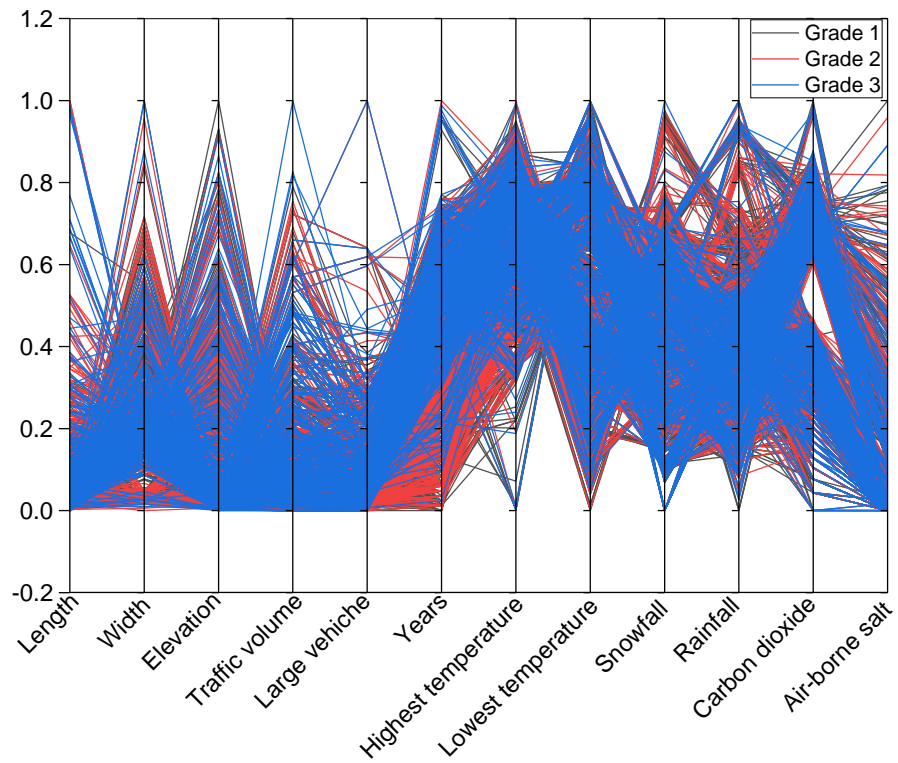 1.2
1.0
0.8
0.6
0.4
0.2
0.0
-0.2
Grade 1
Grade 2
Grade 3
Length
Width
Elevation
Traffic volume
Large vehiche
Years
Highest temperature
Lowest temperature
Snowfall
Rainfall
Carbon dioxide
Air-borne salt